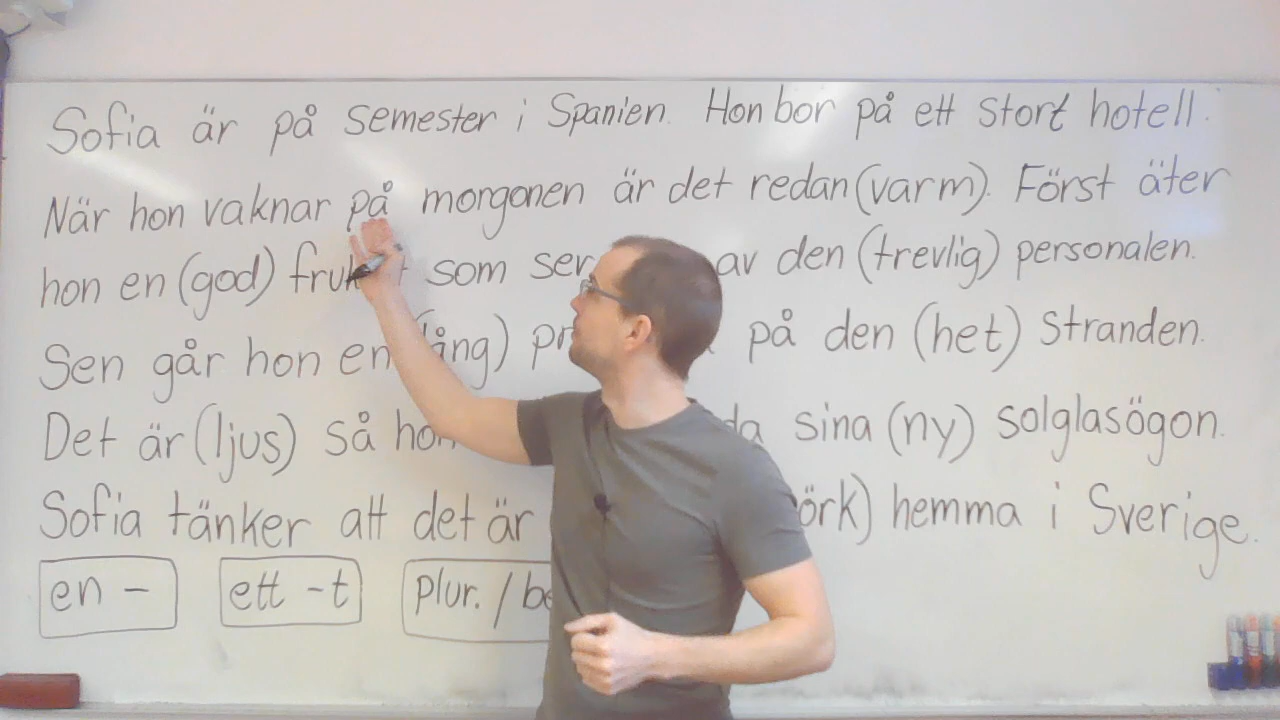 Sofia är på semester i Spanien. Hon bor på ett stort hotell.
När hon vaknar på morgonen är det redan (varm). Först äter
hon en (god) som av den (trevlig) personalen.
Sen går hon en på den (het) stranden.
Det är (ljus) så sina (ny) solglasögon.
Sofia tänker att det är hemma i Sverige.
en - ett -t plur. /